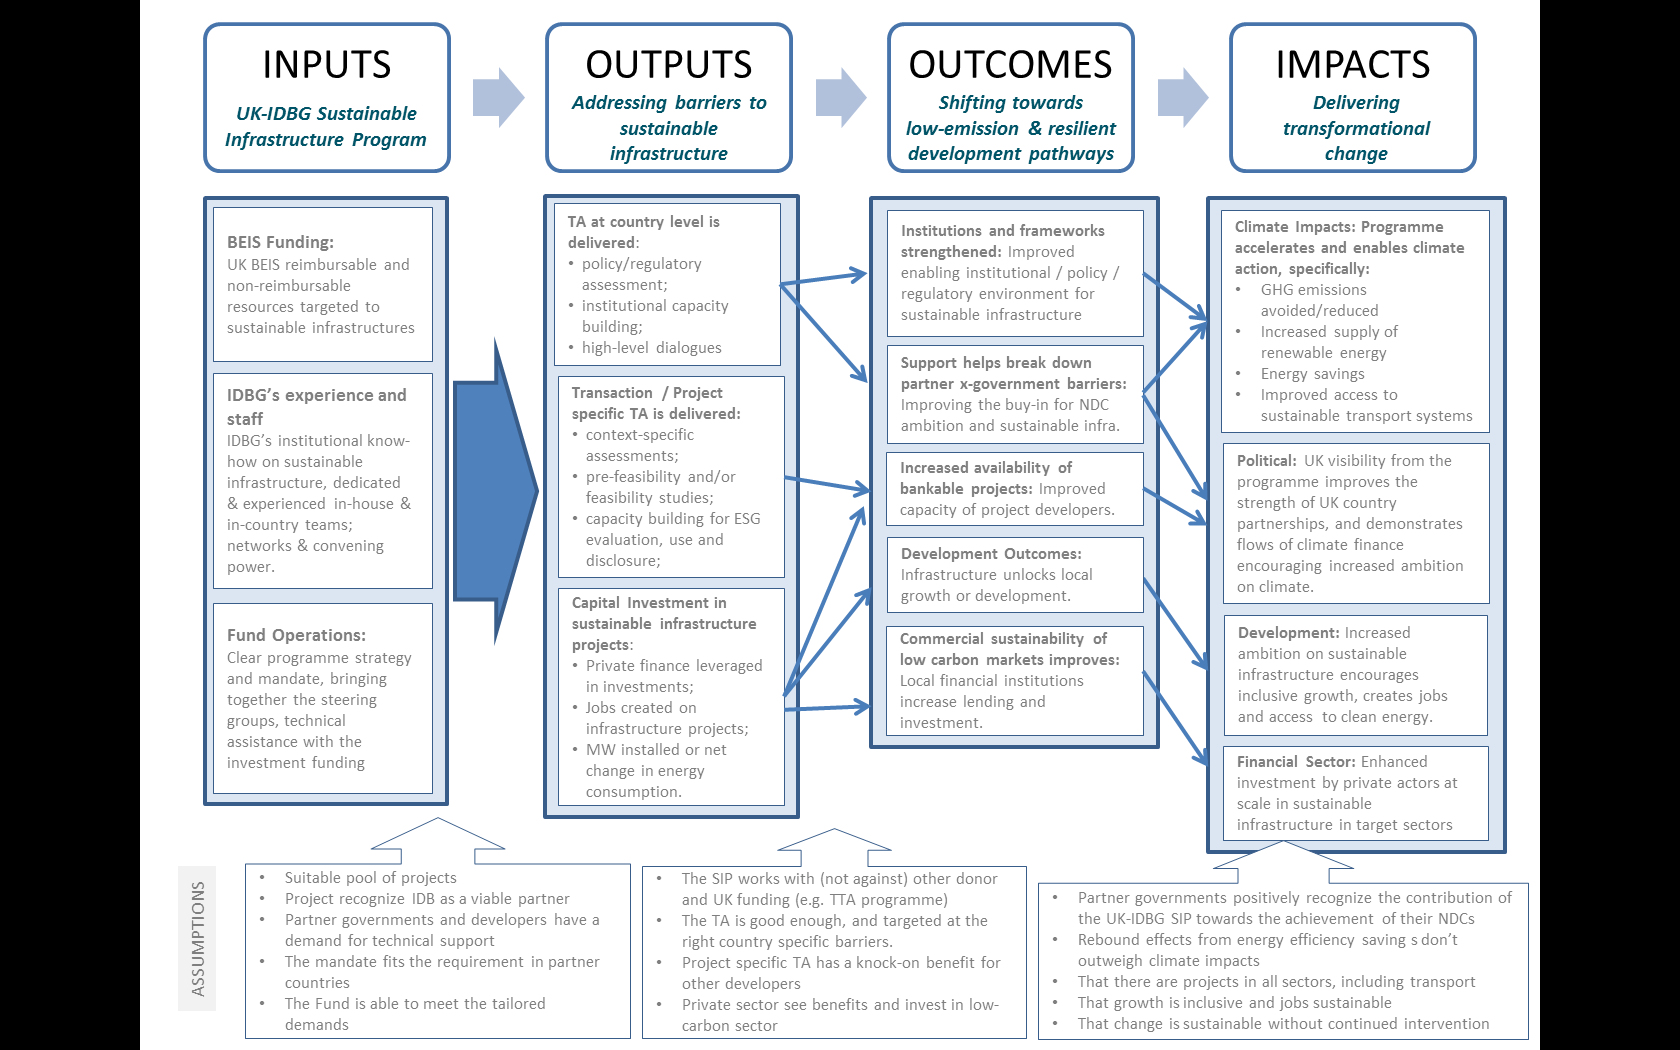 INPUTS
UK-IDBG Sustainable
Infrastructure Program
OUTPUTS
Addressing barriers to
sustainable
infrastructure
OUTCOMES
Shifting towards
low-emission & resilient
development pathways
IMPACTS
Delivering
transformational
change
BEIS Funding:
UK BEIS reimbursable and
non-reimbursable
resources targeted to
sustainable infrastructures
IDBG's experience and
staff
IDBG's institutional know-
how on sustainable
infrastructure, dedicated
& experienced in-house &
in-country teams;
networks & convening
power.
Fund Operations:
Clear programme strategy
and mandate, bringing
together the steering
groups, technical
assistance with the
investment funding
TA at country level is
delivered:
• policy/regulatory
assessment;
• institutional capacity
building;
• high-level dialogues
Transaction / Project
specific TA is delivered:
• context-specific
assessments;
• pre-feasibility and/or
feasibility studies;
• capacity building for ESG
evaluation, use and
disclosure;
Capital Investment in
sustainable infrastructure
projects:
• Private finance leveraged
in investments;
• Jobs created on
infrastructure projects;
• MW installed or net
change in energy
consumption.
Institutions and frameworks
strengthened: Improved
enabling institutional / policy /
regulatory environment for
sustainable infrastructure
Support helps break down
partner x-government barriers:
Improving the buy-in for NDC
ambition and sustainable infra.
Increased availability of
bankable projects: Improved
capacity of project developers.
Development Outcomes:
Infrastructure unlocks local
growth or development.
Commercial sustainability of
low carbon markets improves:
Local financial institutions
increase lending and
investment.
Climate Impacts: Programme
accelerates and enables climate
action, specifically:
• GHG emissions
avoided/reduced
• Increased supply of
renewable energy
• Energy savings
• Improved access to
sustainable transport systems
Political: UK visibility from the
programme improves the
strength of UK country
partnerships, and demonstrates
flows of climate finance
encouraging increased ambition
on climate.
Development: Increased
ambition on sustainable
infrastructure encourages
inclusive growth, creates jobs
and access to clean energy.
Financial Sector: Enhanced
investment by private actors at
scale in sustainable
infrastructure in target sectors
ASSUMPTIONS
• Suitable pool of projects
• Project recognize IDB as a viable partner
• Partner governments and developers have a
demand for technical support
• The mandate fits the requirement in partner
countries
• The Fund is able to meet the tailored
demands
• The SIP works with (not against) other donor
and UK funding (e.g. TTA programme)
• The TA is good enough, and targeted at the
right country specific barriers.
• Project specific TA has a knock-on benefit for
other developers
• Private sector see benefits and invest in low-
carbon sector
• Partner governments positively recognize the contribution of
the UK-IDBG SIP towards the achievement of their NDCs
• Rebound effects from energy efficiency saving s don't
outweigh climate impacts
• That there are projects in all sectors, including transport
• That growth is inclusive and jobs sustainable
• That change is sustainable without continued intervention